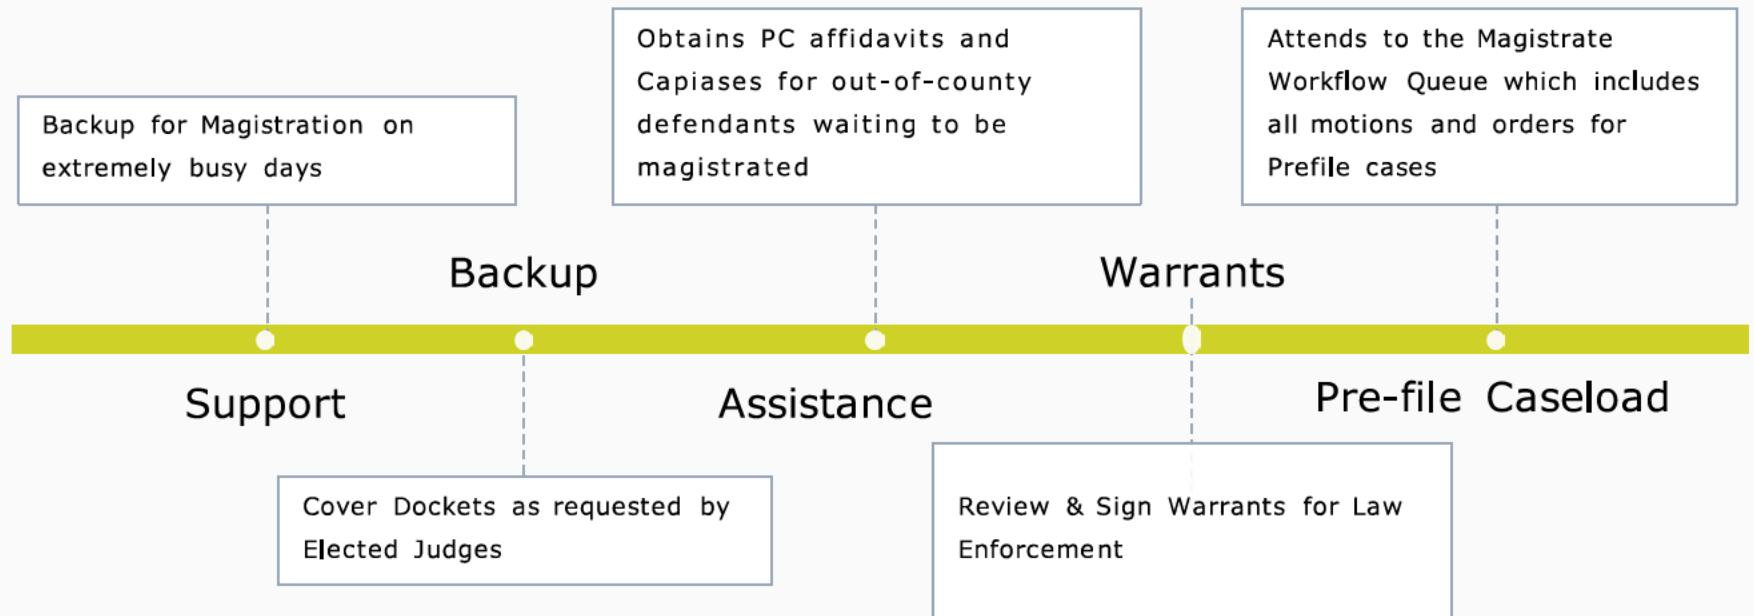 Backup for Magistration on
extremely busy days
Obtains PC affidavits and
Capiases for out-of-county
defendants waiting to be
magistrated
Attends to the Magistrate
Workflow Queue which includes
all motions and orders for
Prefile cases
Backup
Warrants
Support
Assistance
Pre-file Caseload
Cover Dockets as requested by
Elected Judges
Review & Sign Warrants for Law
Enforcement